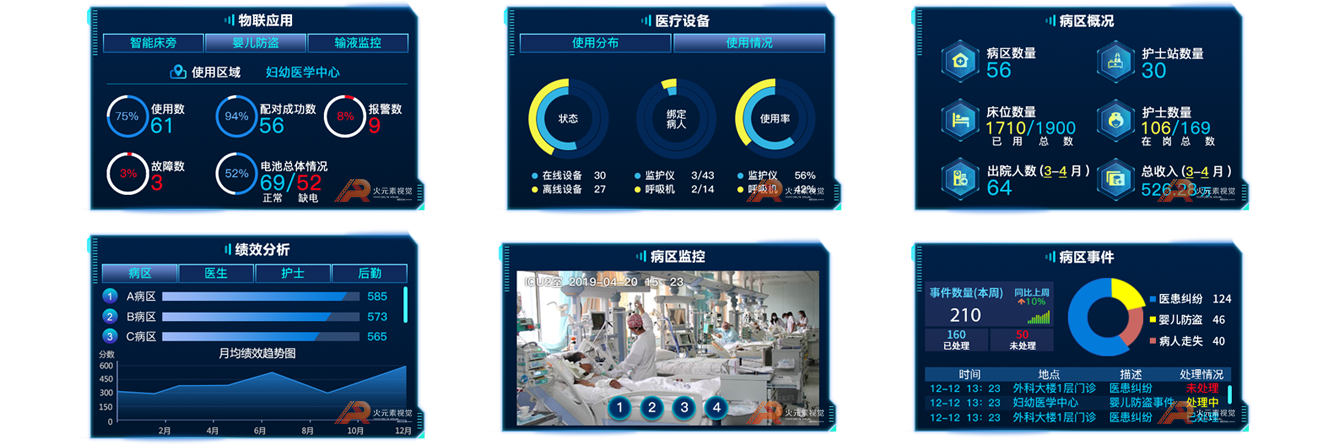 物联应用
智能床旁 婴儿防盗 输液监控
使用区域 妇幼医学中心
75% 使用数 61
94% 配对成功数 56
8% 报警数 9
3% 故障数 3
52% 电池总体情况 69/52
正常 缺电
火元素视觉
医疗设备
使用分布 使用情况
状态
绑定病人
使用率
在线设备 30 监护仪 3/43 监护仪 56%
离线设备 27 呼吸机 2/14 呼吸机 42%
火元素视觉
病区概况
病区数量 56
护士站数量 30
床位数量 1710/1900
已用总数
护士数量 106/169
在岗总数
出院人数(3–4月) 64
总收入(3–4月) 526.28
火元素视觉
绩效分析
病区 医生 护士 后勤
1 A病区 585
2 B病区 573
3 C病区 565
月均绩效趋势图
分数
600
450
300
150
0
2月 4月 6月 8月 10月 12月
火元素视觉
病区监控
2019-04-20 15: 23
1 2 3 4
火元素视觉
病区事件
事件数量(本周) 同比上周
210 10%
160 50
已处理 未处理
医患纠纷 124
婴儿防盗 46
病人走失 40
时间 地点 描述 处理情况
12-12 13: 23 外科大楼1层门诊 医患纠纷 未处理
12-12 13: 23 妇幼医学中心 婴儿防盗事件 处理中
12-12 13: 23 外科大楼1层门诊 医患纠纷 已处理
火元素视觉